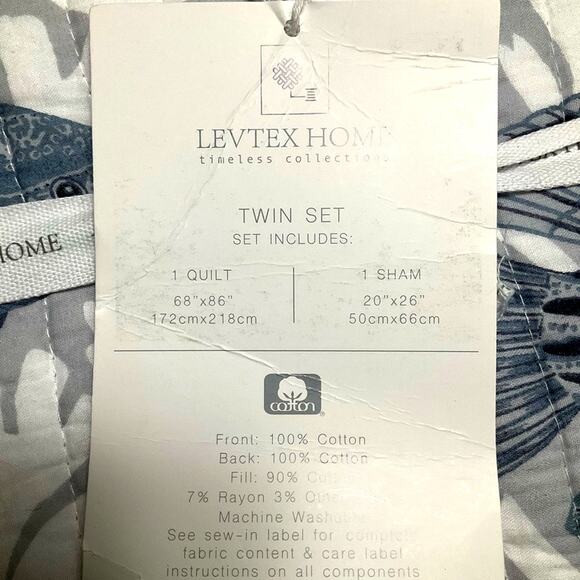 LEVTEX HOME
timeless collections
HOME
TWIN SET
SET INCLUDES:
1 QUILT
68"x86"
172cmx218cm
1 SHAM
20"x26"
50cmx66cm
cotton
®
Front: 100% Cotton
Back: 100% Cotton
Fill: 90%
7% Rayon 3%
Machine
See sew-in label for complete
fabric content & care label
instructions on all components